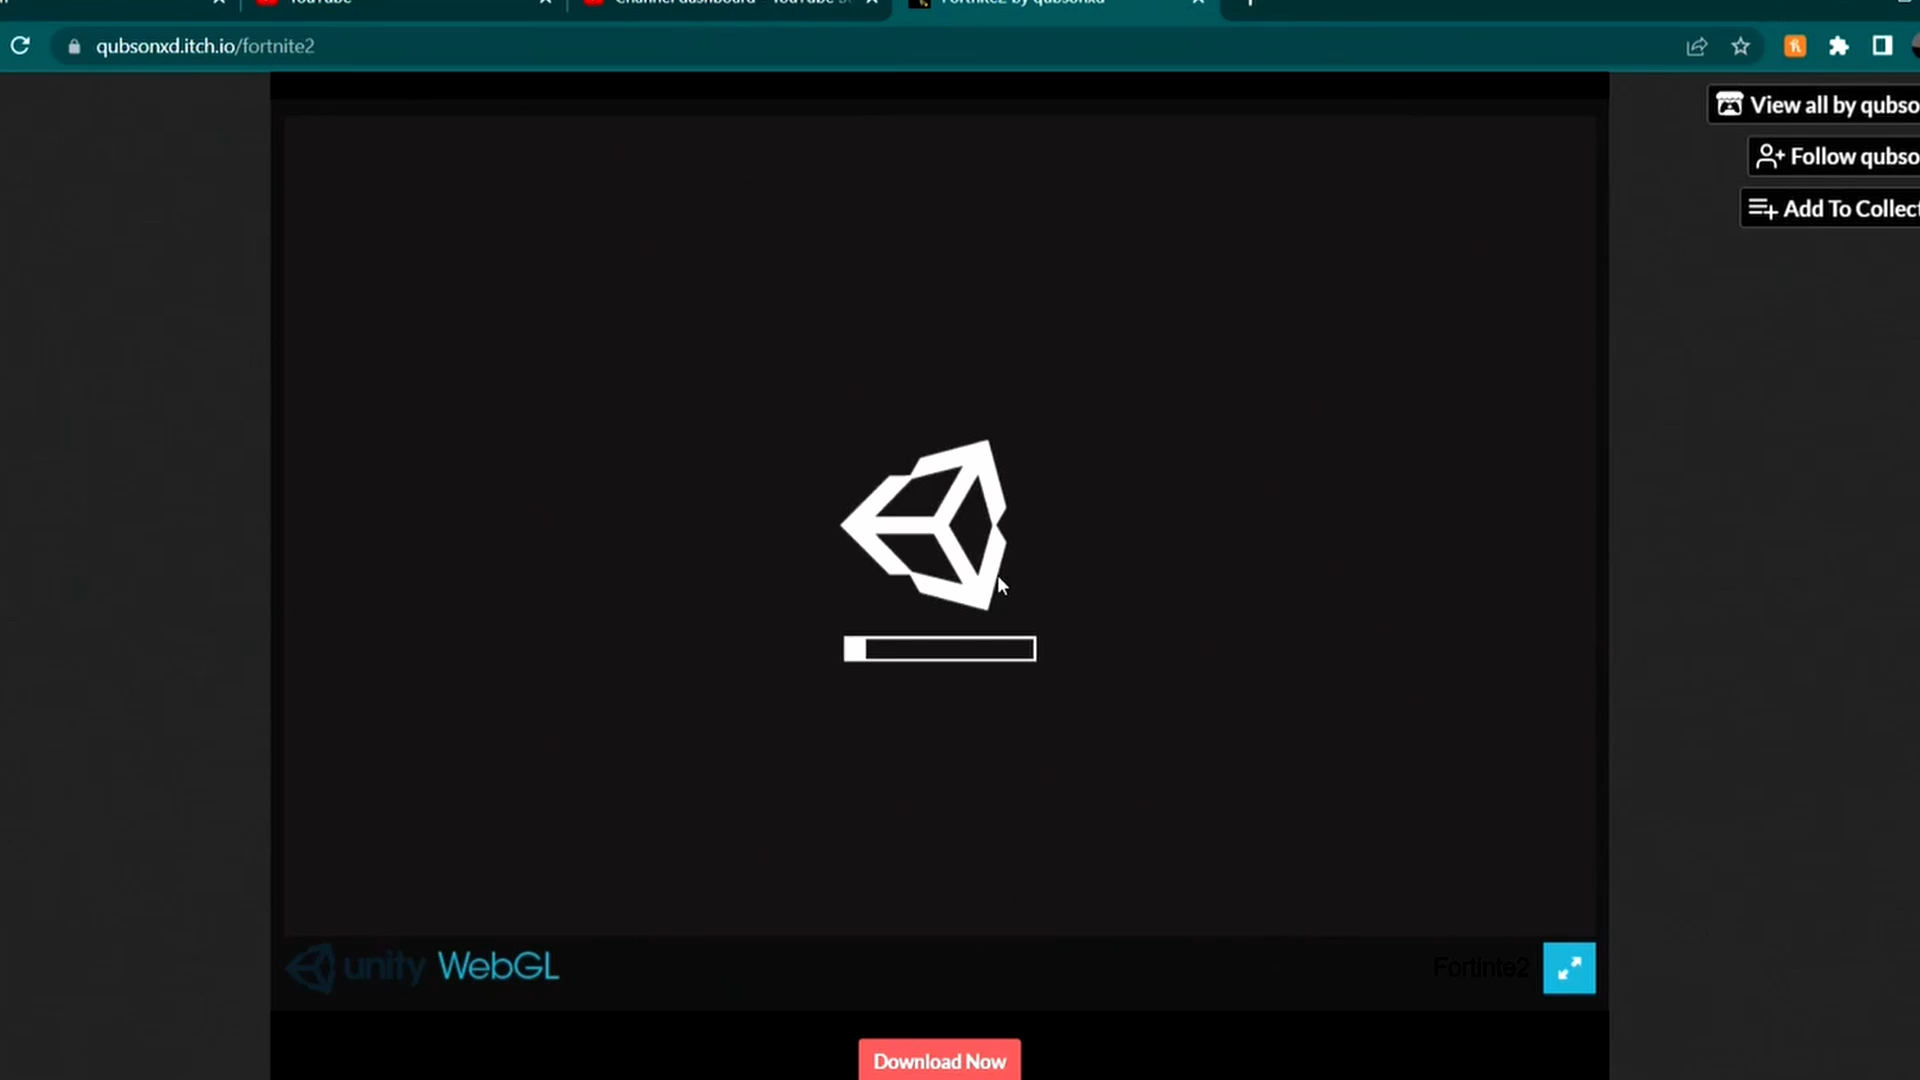 qubsonxd.itch.io/fortnite2
View all by qubso
Follow qubso
Add To Collect
unity WebGL
Fortinte2
Download Now